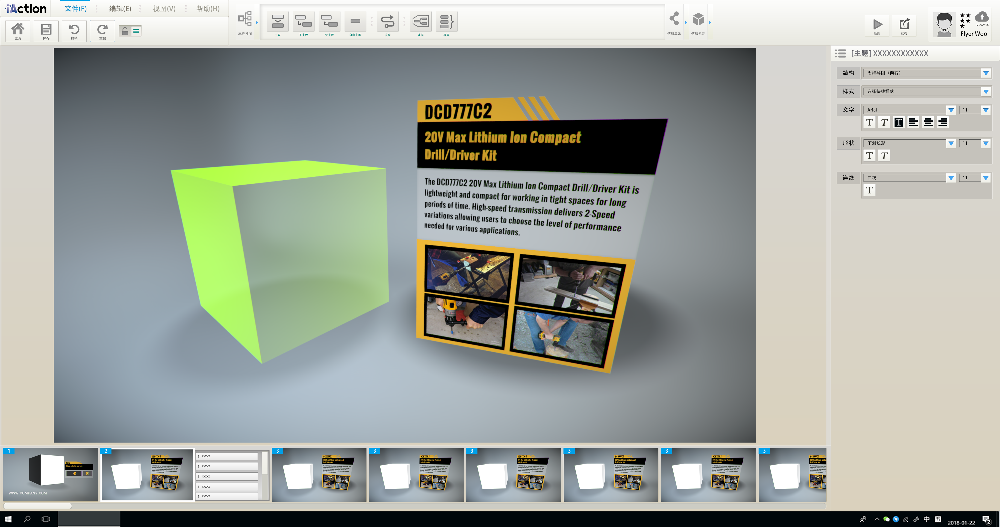 iAction
文件(F)
编辑(E)
视图(V)
帮助(H)
主页
保存
撤销
重做
思维导图
主题
子主题
父主题
自由主题
关联
外框
概要
信息单元
信息元素
预览
发布
12.2G/50G
Flyer Woo
[主题] XXXXXXXXXXXX
结构
思维导图（向右）
样式
选择快捷样式
文字
Arial
11
T T T
形状
下划线形
11
T T
连线
曲线
11
T
DCD777C2
20V Max Lithium Ion Compact
Drill/Driver Kit
The DCD777C2 20V Max Lithium Ion Compact Drill/Driver Kit is
lightweight and compact for working in tight spaces for long
periods of time. High-speed transmission delivers 2-Speed
variations allowing users to choose the level of performance
needed for various applications.
1
Title
Please enter the text here
WWW.COMPANY.COM
2
DCD777C2
20V Max Lithium Ion Compact
Drill/Driver Kit
1 xxxxx
1 xxxxx
1 xxxxx
1 xxxxx
1 xxxxx
3
DCD777C2
20V Max Lithium Ion Compact
Drill/Driver Kit
3
DCD777C2
20V Max Lithium Ion Compact
Drill/Driver Kit
3
DCD777C2
20V Max Lithium Ion Compact
Drill/Driver Kit
3
DCD777C2
20V Max Lithium Ion Compact
Drill/Driver Kit
3
DCD777C2
20V Max Lithium Ion Compact
Drill/Driver Kit
3
DCD777C2
中
五
2018-01-22
2